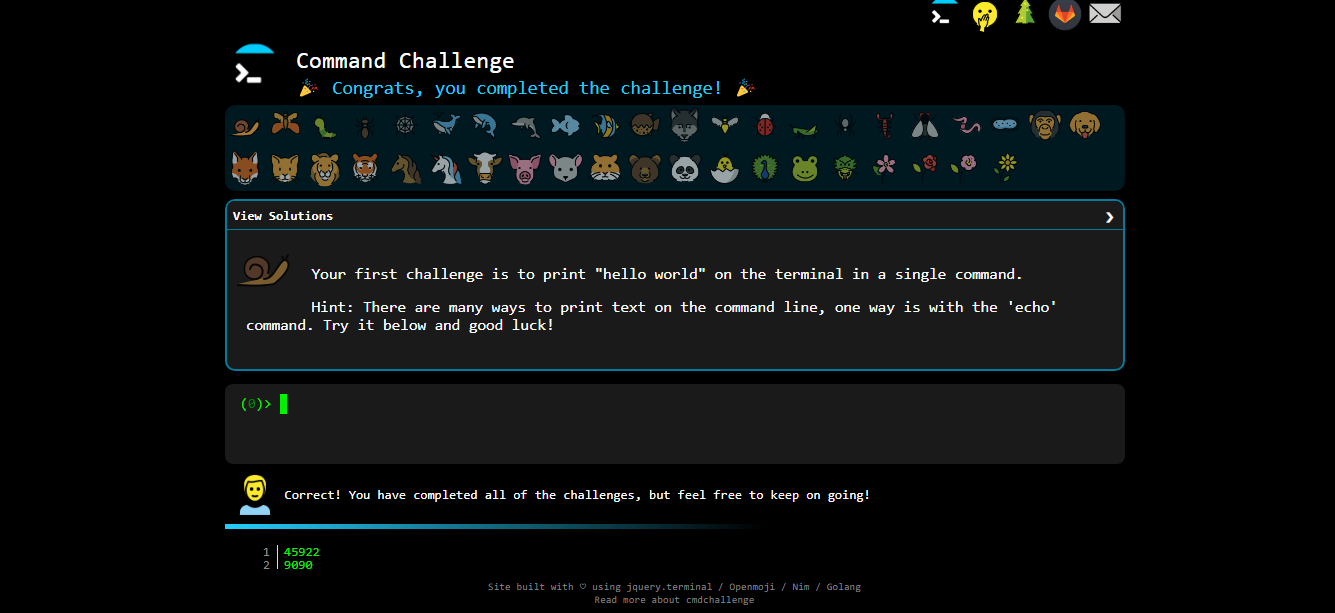 Command Challenge
🎉 Congrats, you completed the challenge! 🎉
View Solutions ❯
Your first challenge is to print "hello world" on the terminal in a single command.
Hint: There are many ways to print text on the command line, one way is with the 'echo'
command. Try it below and good luck!
(0)>
Correct! You have completed all of the challenges, but feel free to keep on going!
1 45922
2 9090
Site built with ♡ using jquery.terminal / Openmoji / Nim / Golang
Read more about cmdchallenge